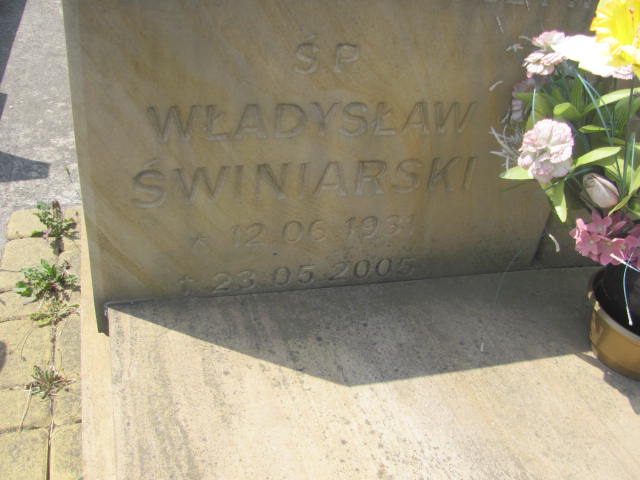 ŚP
WŁADYSŁAW
ŚWINIARSKI
* 12.06.1931
† 23.05.2005